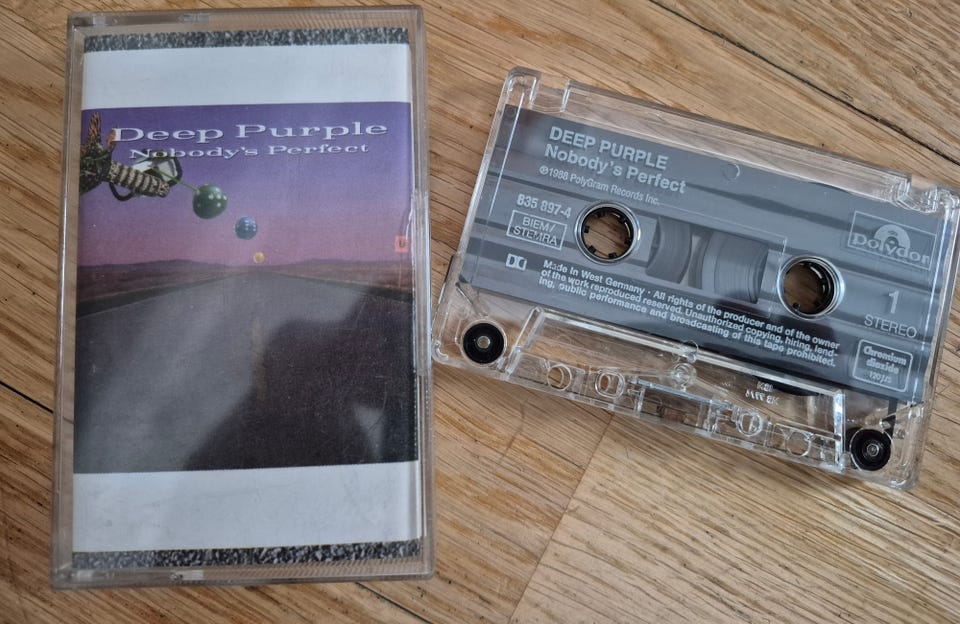 Deep Purple
Nobody's Perfect
DEEP PURPLE
Nobody's Perfect
℗1988 PolyGram Records Inc.
835 897-4
BIEM/
STEMRA
Polydor
1
STEREO
Made in West Germany · All rights of the producer and of the owner
of the work reproduced reserved. Unauthorized copying, hiring, lend-
ing, public performance and broadcasting of this tape prohibited.
Chromium
dioxide
120µs